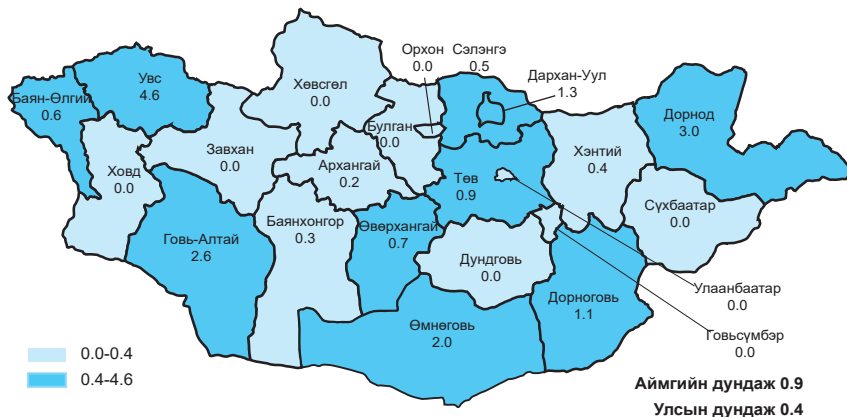 Орхон
0.0
Сэлэнгэ
0.5
Дархан-Уул
1.3
Увс
4.6
Баян-Өлгий
0.6
Хөвсгөл
0.0
Булган
0.0
Дорнод
3.0
Завхан
0.0
Ховд
0.0
Архангай
0.2
Төв
0.9
Хэнтий
0.4
Сүхбаатар
0.0
Говь-Алтай
2.6
Баянхонгор
0.3
Өвөрхангай
0.7
Дундговь
0.0
Дорноговь
1.1
Өмнөговь
2.0
Улаанбаатар
0.0
Говьсүмбэр
0.0
0.0-0.4
0.4-4.6
Аймгийн дундаж 0.9
Улсын дундаж 0.4